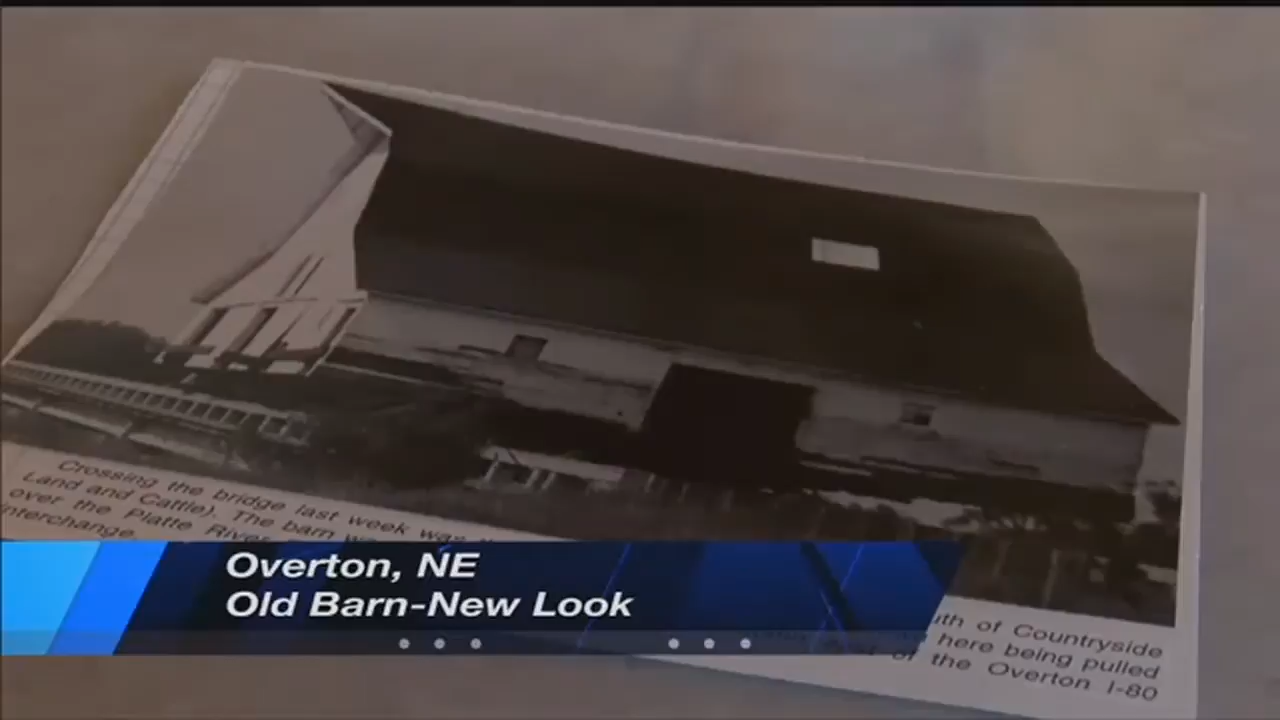 Crossing the bridge last week was
Land and Cattle). The barn
over the Platte River
interchange.
uth of Countryside
here being pulled
of the Overton I-80
Overton, NE
Old Barn-New Look